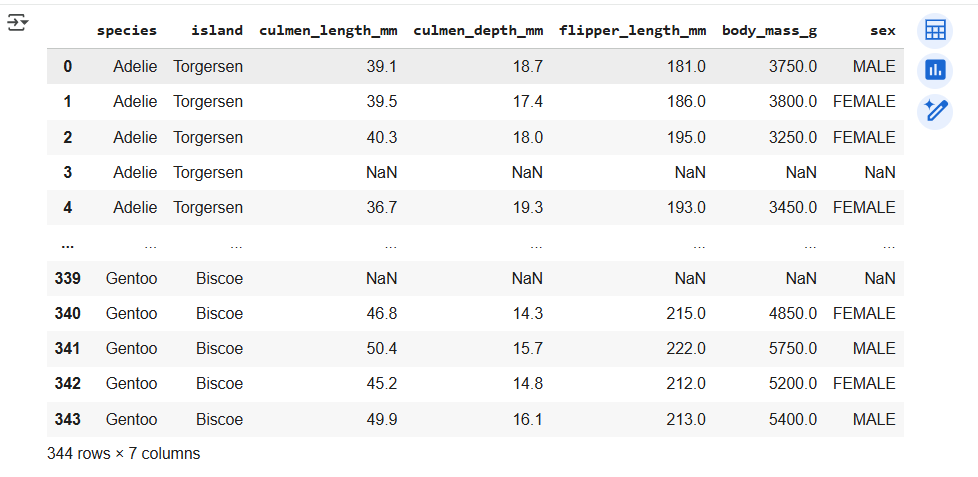 species island culmen_length_mm culmen_depth_mm flipper_length_mm body_mass_g sex
0 Adelie Torgersen 39.1 18.7 181.0 3750.0 MALE
1 Adelie Torgersen 39.5 17.4 186.0 3800.0 FEMALE
2 Adelie Torgersen 40.3 18.0 195.0 3250.0 FEMALE
3 Adelie Torgersen NaN NaN NaN NaN NaN
4 Adelie Torgersen 36.7 19.3 193.0 3450.0 FEMALE
... ... ... ... ... ... ... ...
339 Gentoo Biscoe NaN NaN NaN NaN NaN
340 Gentoo Biscoe 46.8 14.3 215.0 4850.0 FEMALE
341 Gentoo Biscoe 50.4 15.7 222.0 5750.0 MALE
342 Gentoo Biscoe 45.2 14.8 212.0 5200.0 FEMALE
343 Gentoo Biscoe 49.9 16.1 213.0 5400.0 MALE
344 rows × 7 columns